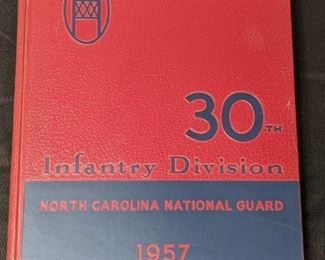 30TH
Infantry Division
NORTH CAROLINA NATIONAL GUARD
1957